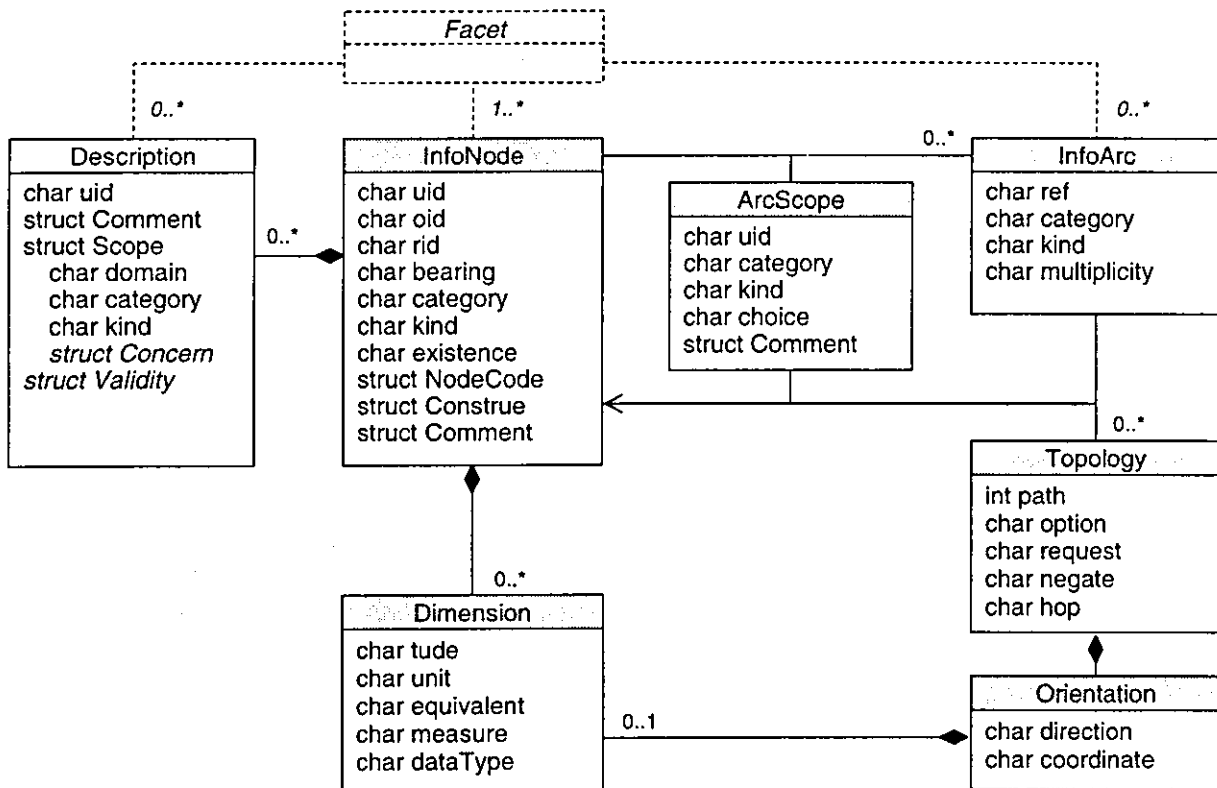 Facet
0..*
1..*
0..*
Description
char uid
struct Comment
struct Scope
char domain
char category
char kind
struct Concern
struct Validity
0..*
InfoNode
char uid
char oid
char rid
char bearing
char category
char kind
char existence
struct NodeCode
struct Construe
struct Comment
0..*
ArcScope
char uid
char category
char kind
char choice
struct Comment
InfoArc
char ref
char category
char kind
char multiplicity
0..*
Topology
int path
char option
char request
char negate
char hop
0..*
Dimension
char tude
char unit
char equivalent
char measure
char dataType
0..1
Orientation
char direction
char coordinate